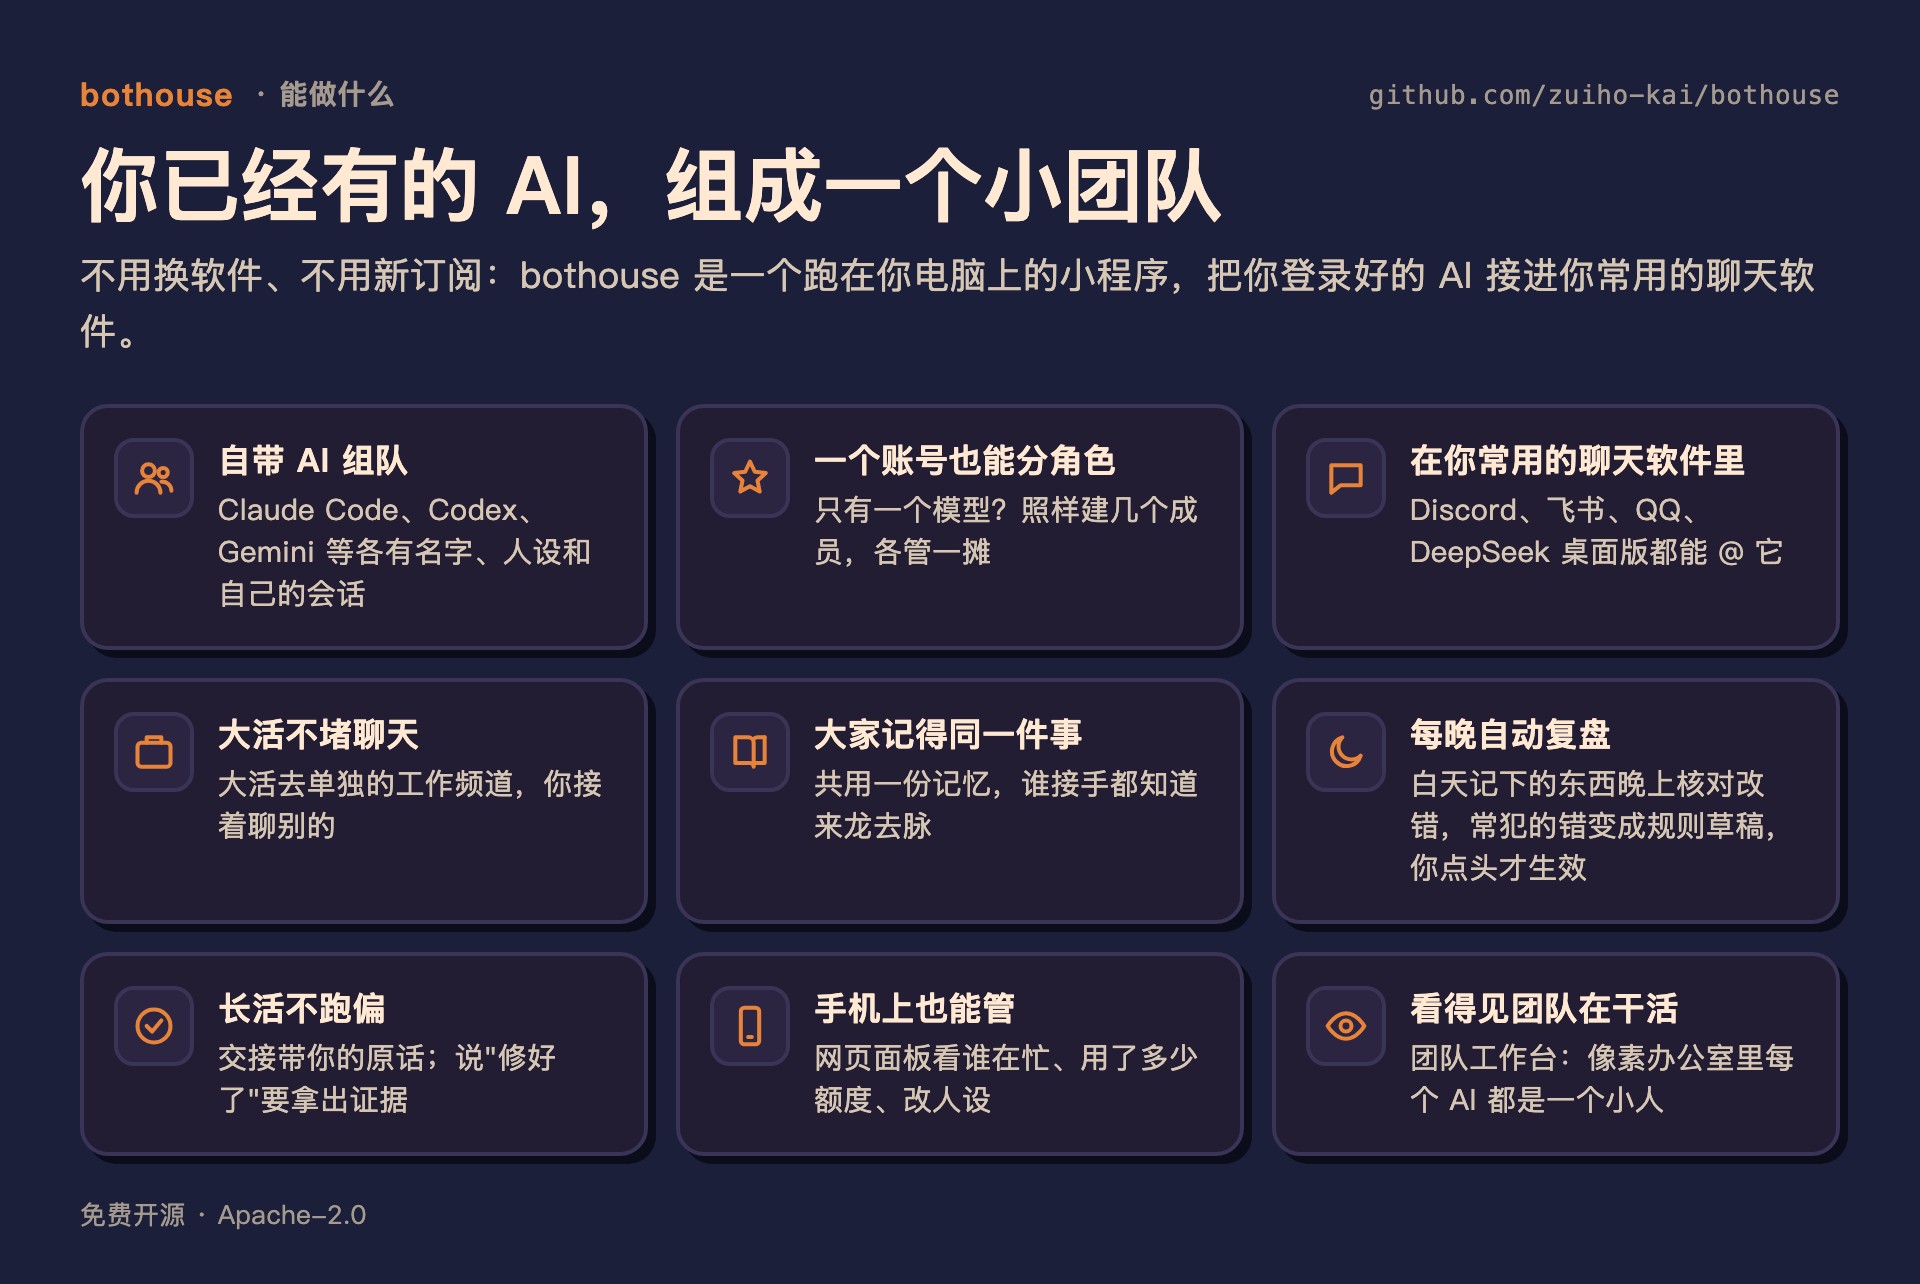 bothouse · 能做什么
github.com/zuiho-kai/bothouse
你已经有的 AI，组成一个小团队
不用换软件、不用新订阅：bothouse 是一个跑在你电脑上的小程序，把你登录好的 AI 接进你常用的聊天软
件。
自带 AI 组队
Claude Code、Codex、
Gemini 等各有名字、人设和
自己的会话
一个账号也能分角色
只有一个模型？照样建几个成
员，各管一摊
在你常用的聊天软件里
Discord、飞书、QQ、
DeepSeek 桌面版都能 @ 它
大活不堵聊天
大活去单独的工作频道，你接
着聊别的
大家记得同一件事
共用一份记忆，谁接手都知道
来龙去脉
每晚自动复盘
白天记下的东西晚上核对改
错，常犯的错变成规则草稿，
你点头才生效
长活不跑偏
交接带你的原话；说"修好
了"要拿出证据
手机上也能管
网页面板看谁在忙、用了多少
额度、改人设
看得见团队在干活
团队工作台：像素办公室里每
个 AI 都是一个小人
免费开源 · Apache-2.0